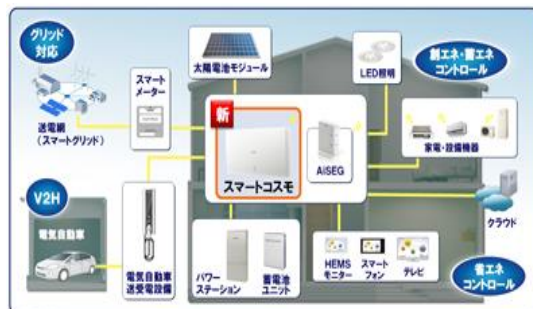 グリッド
対応
送電網
(スマートグリッド)
スマート
メーター
太陽電池モジュール
LED照明
創エネ・蓄エネ
コントロール
新
スマートコスモ
AiSEG
家電・設備機器
クラウド
V2H
電気自動車
電気自動車
送受電設備
パワー
ステーション
蓄電池
ユニット
HEMS
モニター
スマート
フォン
テレビ
省エネ
コントロール